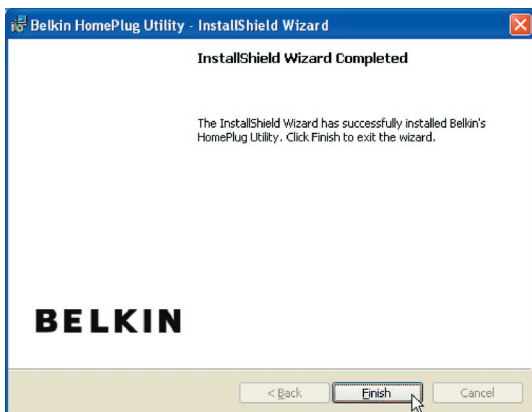 Belkin HomePlug Utility - InstallShield Wizard
InstallShield Wizard Completed
The InstallShield Wizard has successfully installed Belkin's
HomePlug Utility. Click Finish to exit the wizard.
BELKIN
< Back
Finish
Cancel